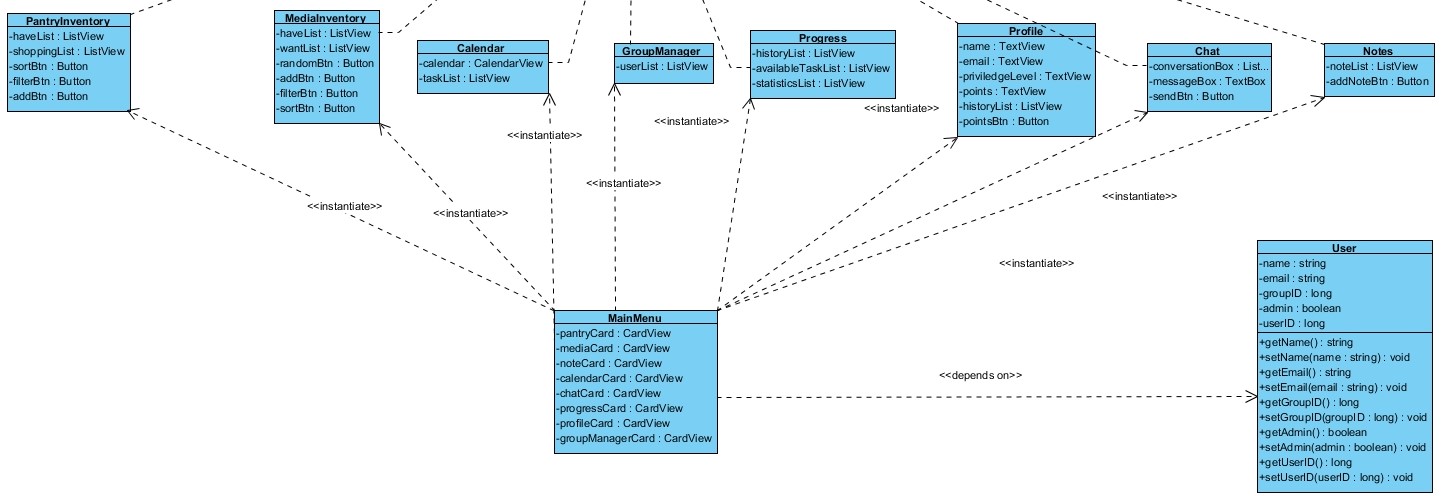 PantryInventory
-haveList : ListView
-shoppingList : ListView
-sortBtn : Button
-filterBtn : Button
-addBtn : Button
MediaInventory
-haveList : ListView
-wantList : ListView
-randomBtn : Button
-addBtn : Button
-filterBtn : Button
-sortBtn : Button
Calendar
-calendar : CalendarView
-taskList : ListView
GroupManager
-userList : ListView
Progress
-historyList : ListView
-availableTaskList : ListView
-statisticsList : ListView
Profile
-name : TextView
-email : TextView
-priviledgeLevel : TextView
-points : TextView
-historyList : ListView
-pointsBtn : Button
Chat
-conversationBox : List...
-messageBox : TextBox
-sendBtn : Button
Notes
-noteList : ListView
-addNoteBtn : Button
<<instantiate>>
<<instantiate>>
<<instantiate>>
<<instantiate>>
<<instantiate>>
<<instantiate>>
<<instantiate>>
<<instantiate>>
MainMenu
-pantryCard : CardView
-mediaCard : CardView
-noteCard : CardView
-calendarCard : CardView
-chatCard : CardView
-progressCard : CardView
-profileCard : CardView
-groupManagerCard : CardView
<<depends on>>
User
-name : string
-email : string
-groupID : long
-admin : boolean
-userID : long
+getName() : string
+setName(name : string) : void
+getEmail() : string
+setEmail(email : string) : void
+getGroupID() : long
+setGroupID(groupID : long) : void
+getAdmin() : boolean
+setAdmin(admin : boolean) : void
+getUserID() : long
+setUserID(userID : long) : void